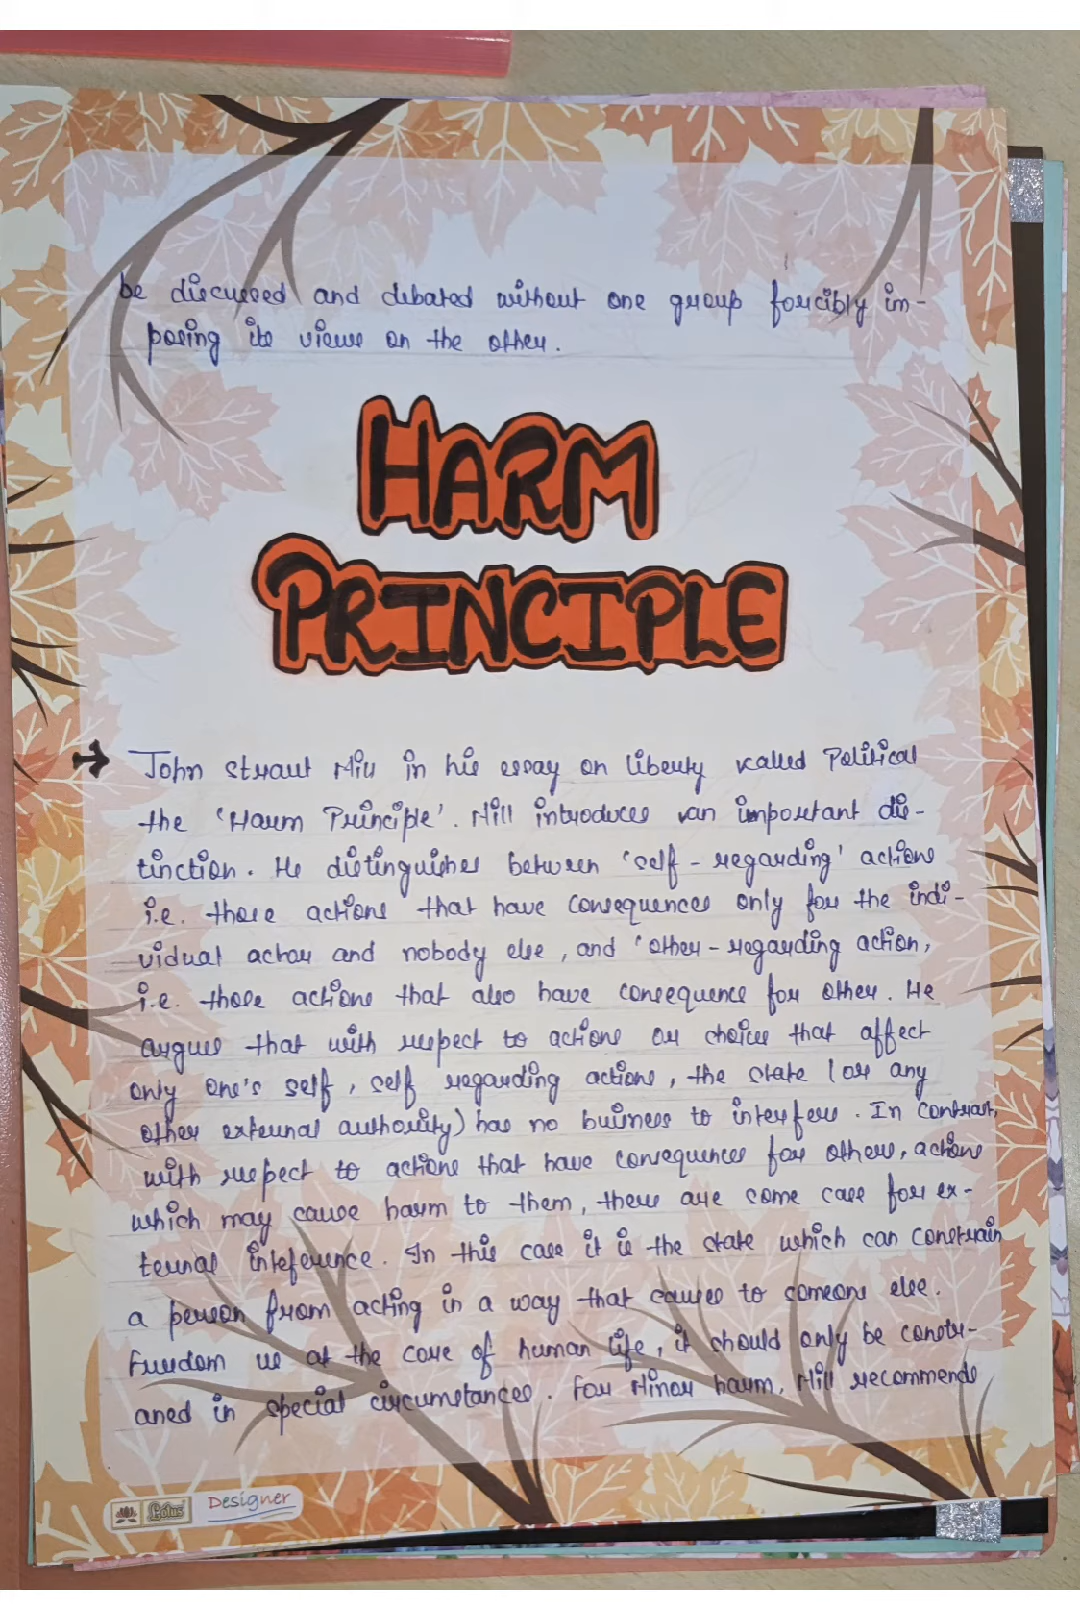 be discussed and debated without one group forcibly im-
posing its views on the other.
HARM
PRINCIPLE
→ John Straut Mill in his essay on liberty called Political
the 'Harm Principle'. Mill introduces an important dis-
tinction. He distinguishes between 'self-regarding' actions
i.e. those actions that have consequences only for the indi-
vidual actor and nobody else, and 'other-regarding action,
i.e. those actions that also have consequence for other. He
argues that with respect to actions or choices that affect
only one's self, self regarding actions, the state (or any
other external authority) has no business to interfere. In contrast,
with respect to actions that have consequences for others, actions
which may cause harm to them, there are some case for ex-
ternal inteference. In this case it is the state which can constrain
a person from acting in a way that causes to someone else.
Freedom is at the core of human life, it should only be constr-
aned in special circumstances. For Minor harm, Mill recommends
Lotus
Designer